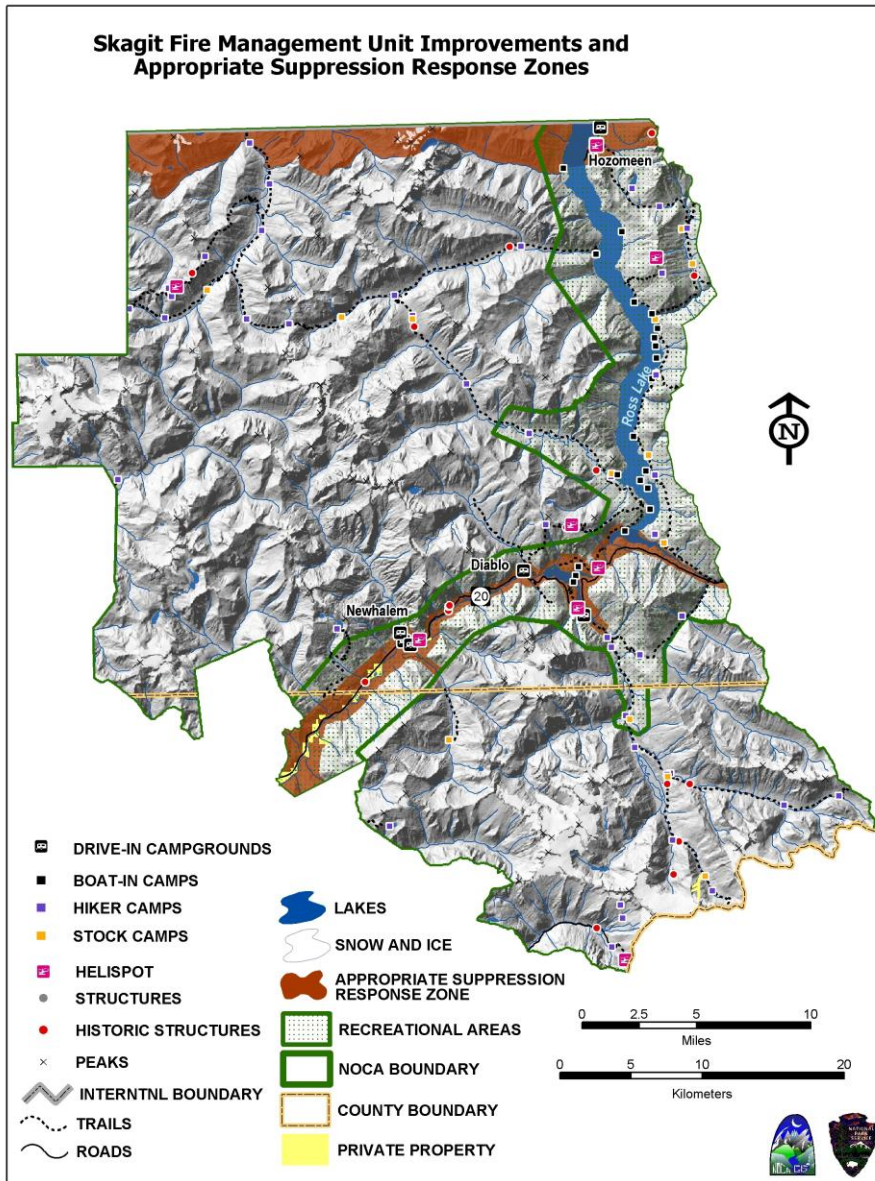 Skagit Fire Management Unit Improvements and
Appropriate Suppression Response Zones
Hozomeen
Ross Lake
N
Diablo
20
Newhalem
DRIVE-IN CAMPGROUNDS
BOAT-IN CAMPS
HIKER CAMPS
STOCK CAMPS
HELISPOT
STRUCTURES
HISTORIC STRUCTURES
PEAKS
INTERNTNL BOUNDARY
TRAILS
ROADS
LAKES
SNOW AND ICE
APPROPRIATE SUPPRESSION
RESPONSE ZONE
RECREATIONAL AREAS
NOCA BOUNDARY
COUNTY BOUNDARY
PRIVATE PROPERTY
0 2.5 5 10
Miles
0 5 10 20
Kilometers
NATIONAL
PARK
SERVICE